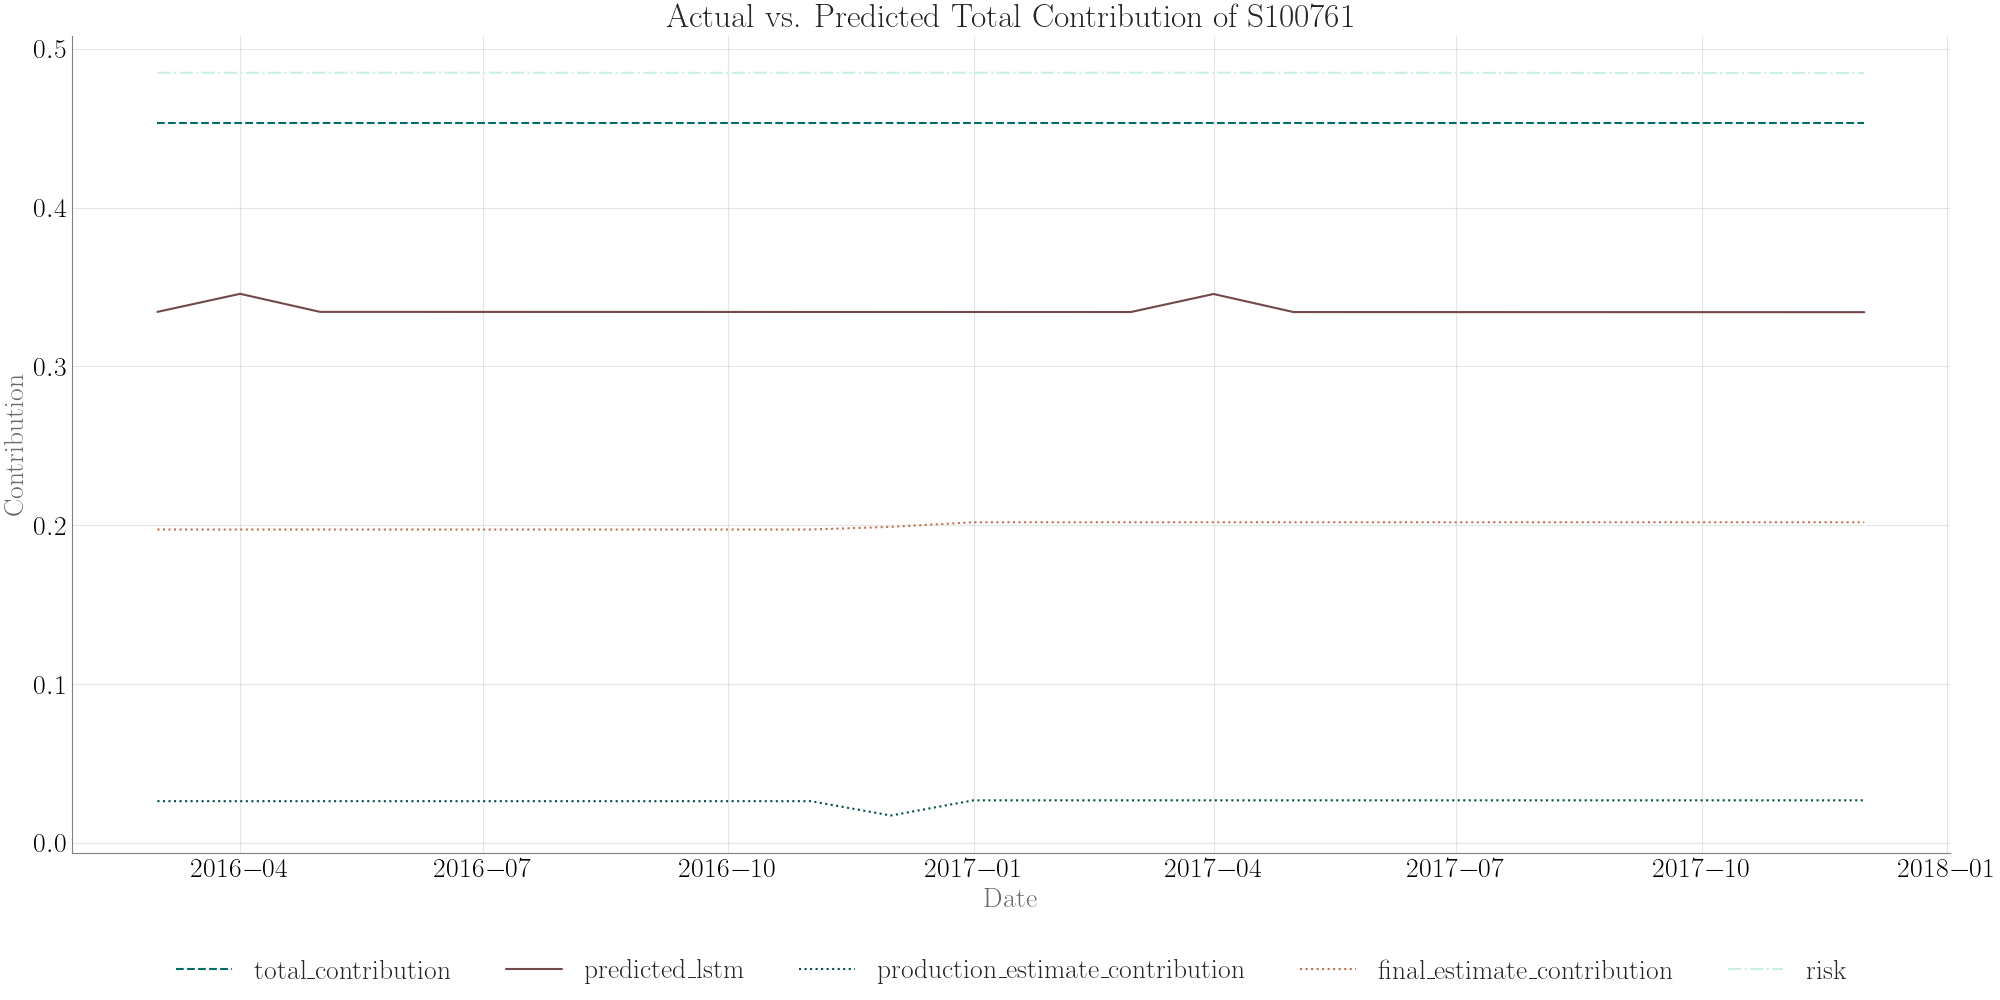 Actual vs. Predicted Total Contribution of S100761
0.5
0.4
0.3
0.2
0.1
0.0
Contribution
2016–04 2016–07 2016–10 2017–01 2017–04 2017–07 2017–10 2018–01
Date
total_contribution predicted_lstm production_estimate_contribution final_estimate_contribution risk